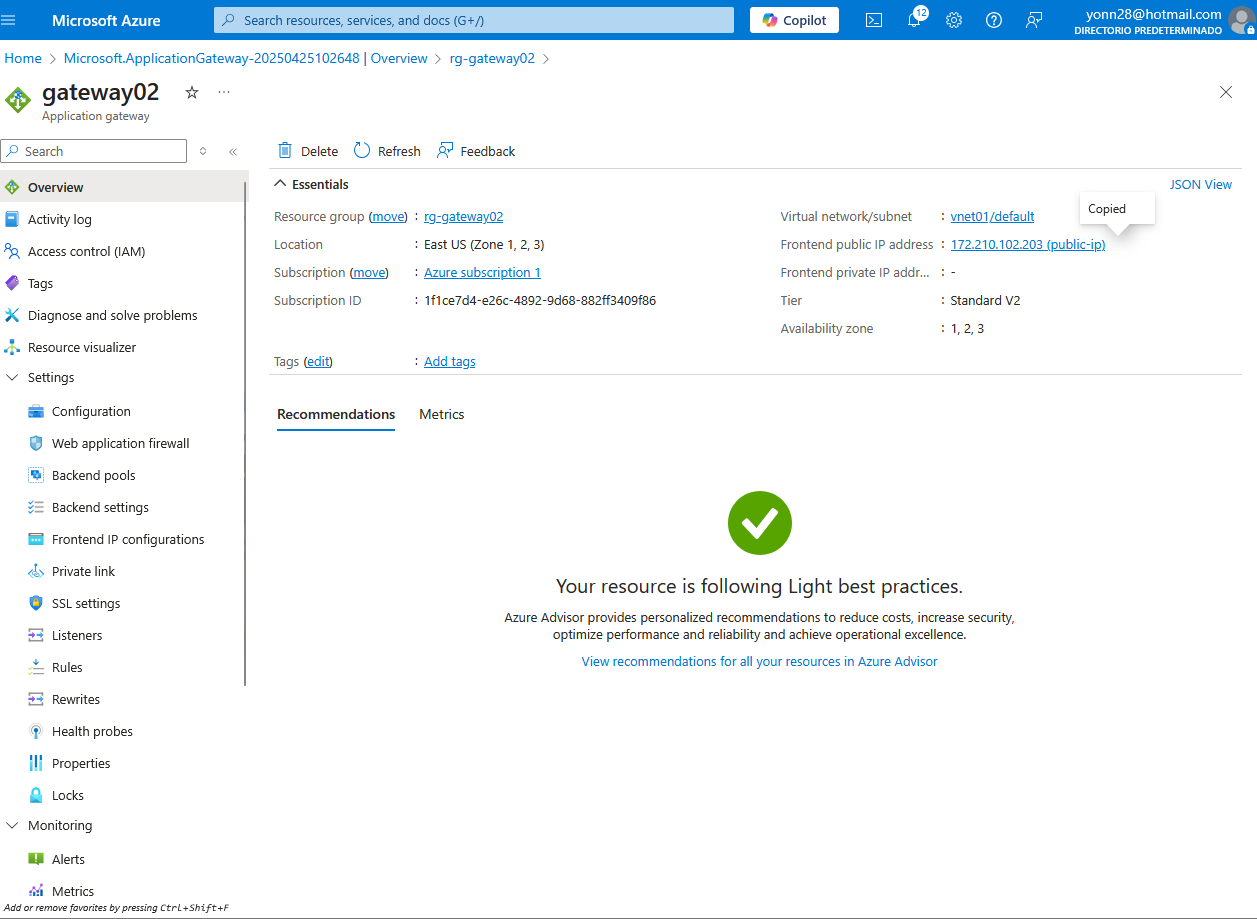 Microsoft Azure
Search resources, services, and docs (G+/)
Copilot
12
yonn28@hotmail.com
DIRECTORIO PREDETERMINADO
Home > Microsoft.ApplicationGateway-20250425102648 | Overview > rg-gateway02 >
gateway02
Application gateway
Search
Overview
Activity log
Access control (IAM)
Tags
Diagnose and solve problems
Resource visualizer
Settings
Configuration
Web application firewall
Backend pools
Backend settings
Frontend IP configurations
Private link
SSL settings
Listeners
Rules
Rewrites
Health probes
Properties
Locks
Monitoring
Alerts
Metrics
Add or remove favorites by pressing Ctrl+Shift+F
Delete
Refresh
Feedback
Essentials
JSON View
Resource group (move) : rg-gateway02
Location : East US (Zone 1, 2, 3)
Subscription (move) : Azure subscription 1
Subscription ID : 1f1ce7d4-e26c-4892-9d68-882ff3409f86
Tags (edit) : Add tags
Copied
Virtual network/subnet : vnet01/default
Frontend public IP address : 172.210.102.203 (public-ip)
Frontend private IP addr... : -
Tier : Standard V2
Availability zone : 1, 2, 3
Recommendations
Metrics
Your resource is following Light best practices.
Azure Advisor provides personalized recommendations to reduce costs, increase security,
optimize performance and reliability and achieve operational excellence.
View recommendations for all your resources in Azure Advisor